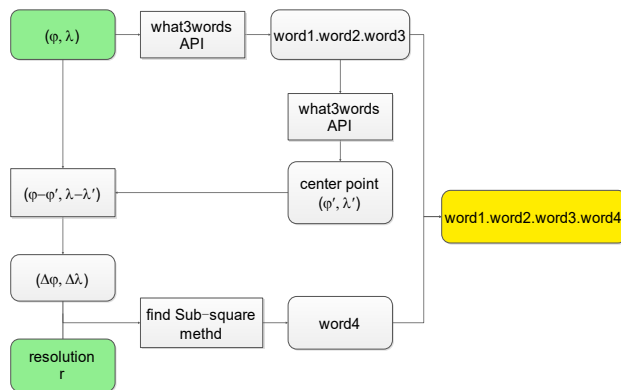 (φ, λ)
what3words
API
word1.word2.word3
what3words
API
(φ−φ′, λ−λ′)
center point
(φ′, λ′)
word1.word2.word3.word4
(Δφ, Δλ)
find Sub−square
methd
word4
resolution
r